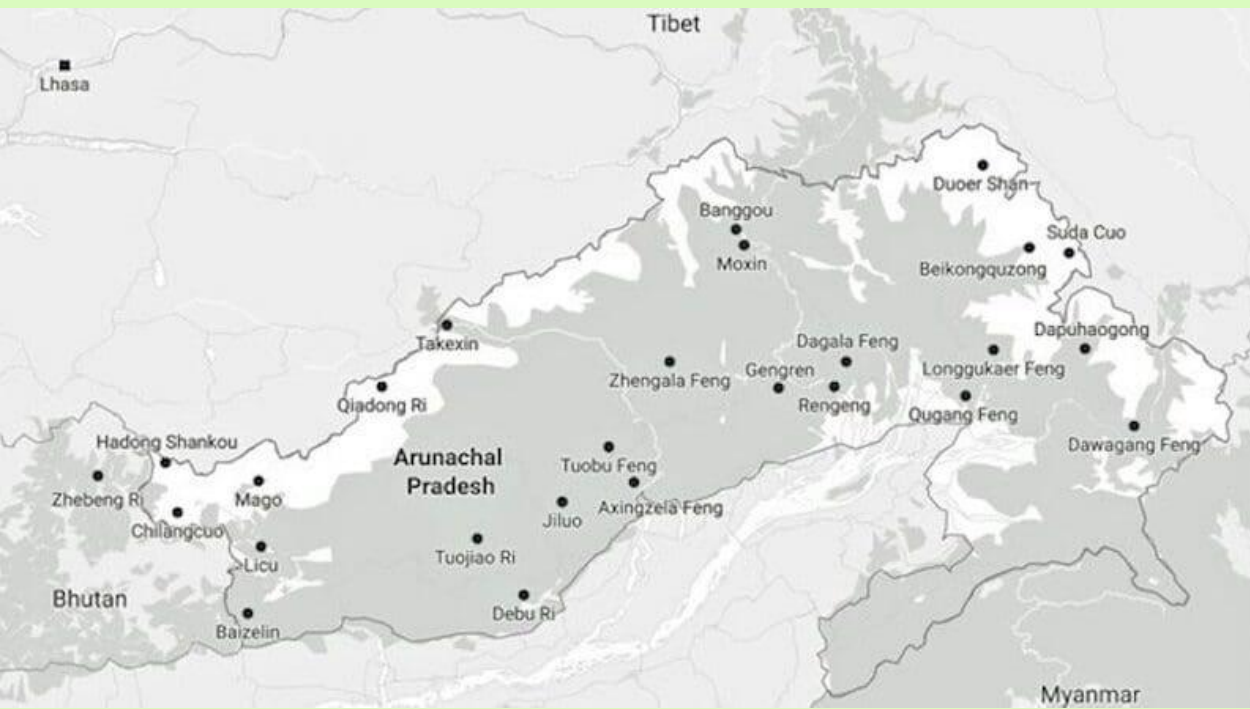 Tibet
Lhasa
Duoer Shan
Banggou
Suda Cuo
Moxin
Beikongquzong
Takexin
Dapuhaogong
Dagala Feng
Longgukaer Feng
Gengren
Zhengala Feng
Qiadong Ri
Rengeng
Qugang Feng
Hadong Shankou
Dawagang Feng
Arunachal
Pradesh
Tuobu Feng
Zhebeng Ri
Mago
Axingzela Feng
Jiluo
Chilangcuo
Tuojiao Ri
Licu
Bhutan
Debu Ri
Baizelin
Myanmar